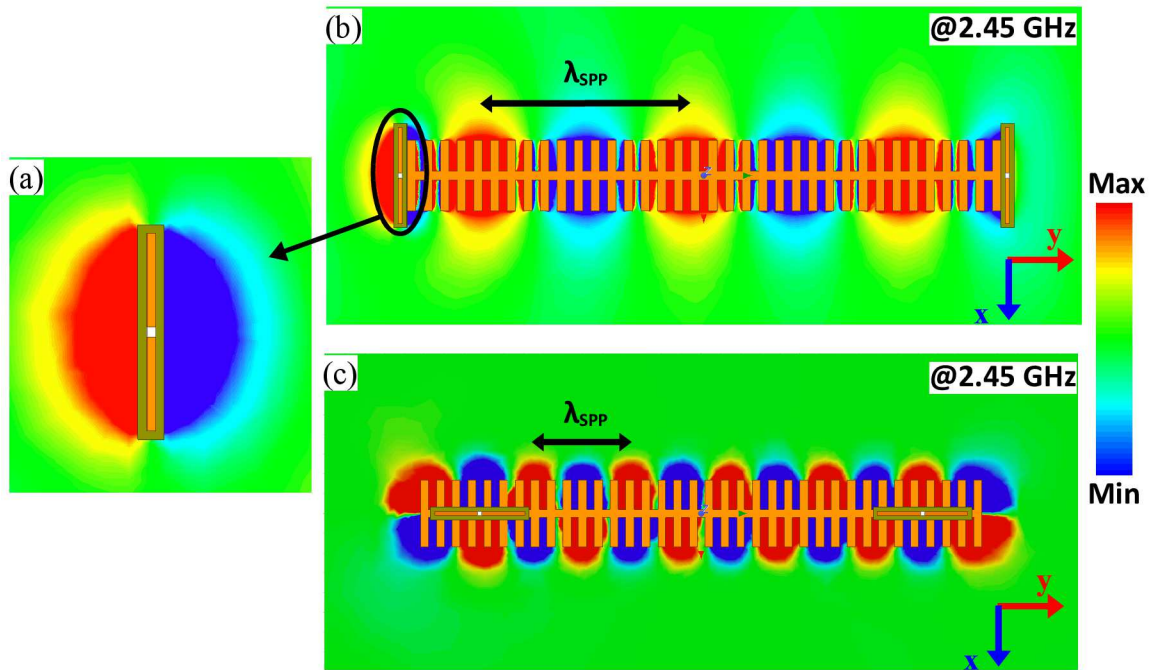 (a)
(b)
@2.45 GHz
λSPP
z
y
x
(c)
@2.45 GHz
λSPP
z
y
x
Max
Min